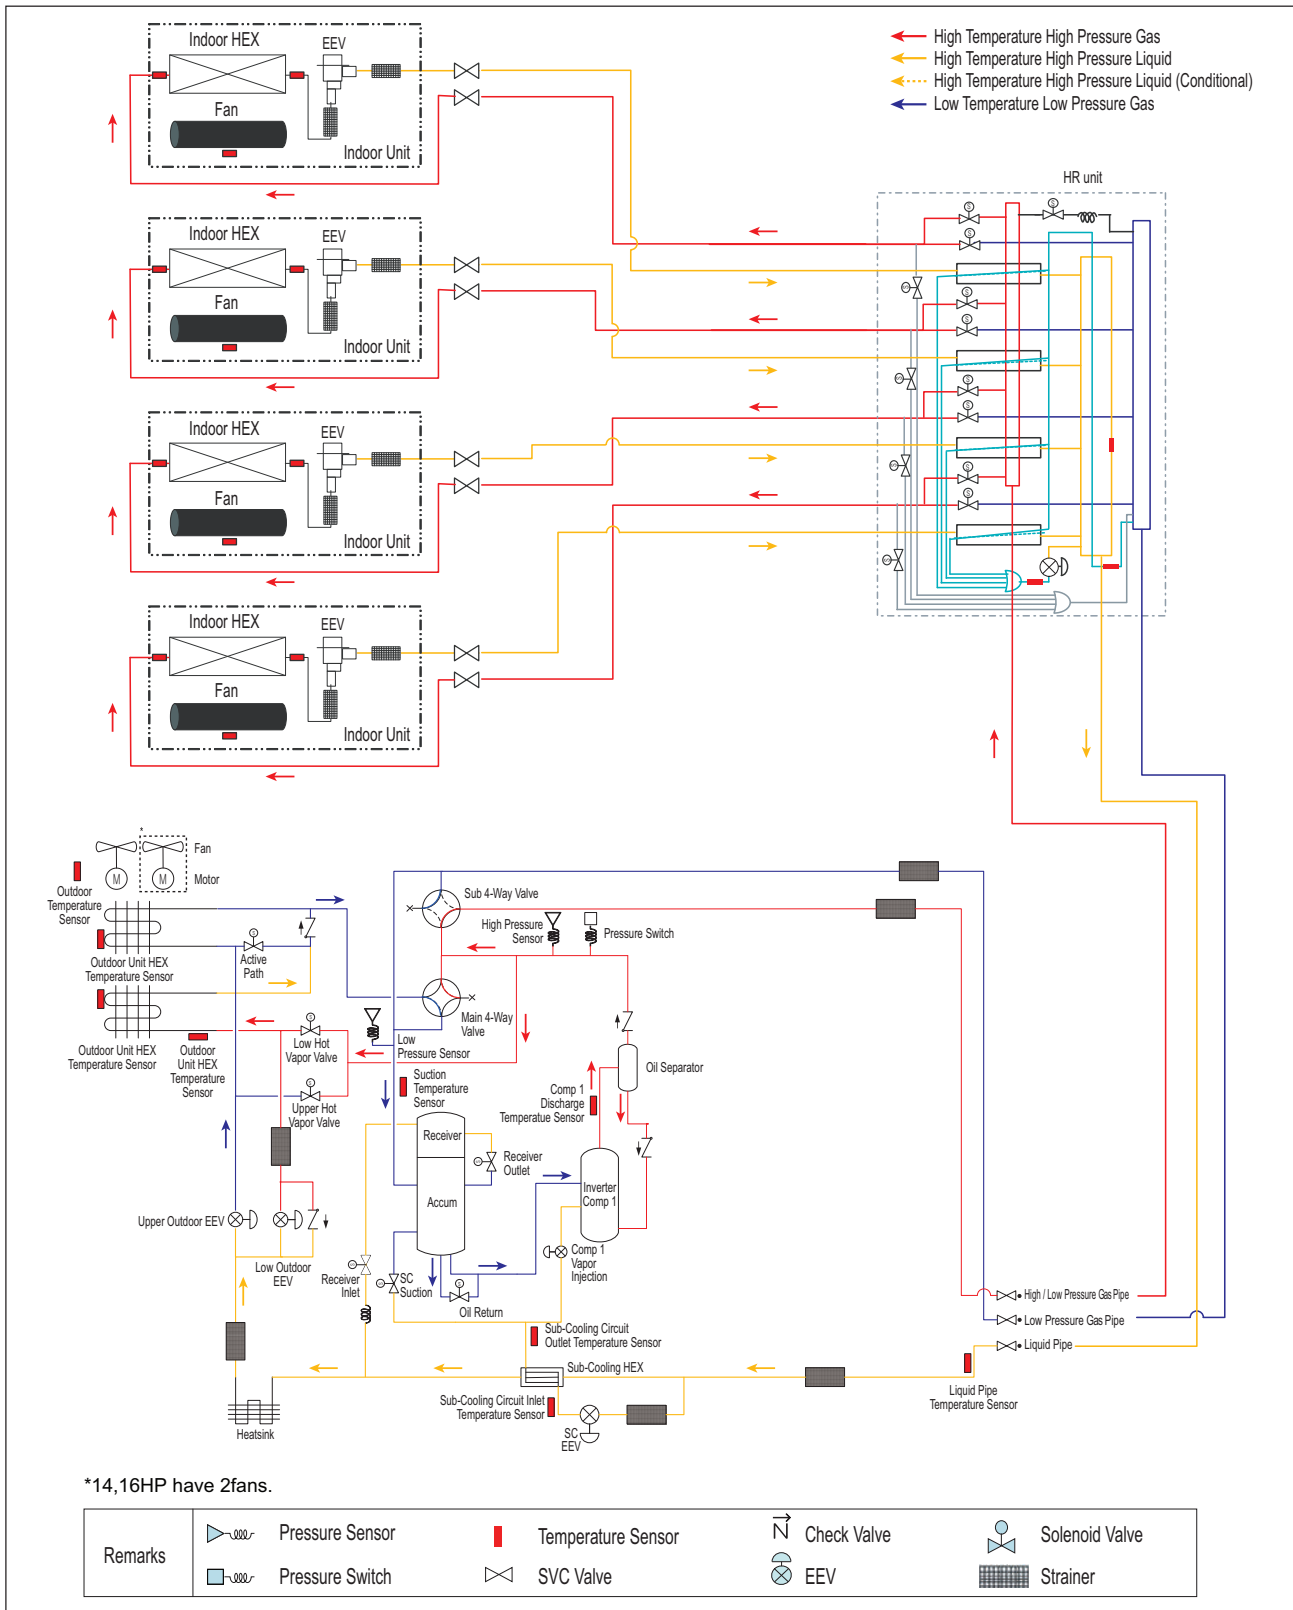 High Temperature High Pressure Gas
High Temperature High Pressure Liquid
High Temperature High Pressure Liquid (Conditional)
Low Temperature Low Pressure Gas
Indoor HEX
EEV
Fan
Indoor Unit
HR unit
S
S
S
S
S
S
S
S
S
S
S
S
S
Indoor HEX
EEV
Fan
Indoor Unit
Indoor HEX
EEV
Fan
Indoor Unit
Indoor HEX
EEV
Fan
Indoor Unit
*
Fan
M
M
Motor
Outdoor
Temperature
Sensor
S
Active
Path
Outdoor Unit HEX
Temperature Sensor
Sub 4-Way Valve
High Pressure
Sensor
Pressure Switch
Main 4-Way
Valve
Low
Pressure Sensor
S
Low Hot
Vapor Valve
Outdoor Unit HEX
Temperature Sensor
Outdoor
Unit HEX
Temperature
Sensor
S
Upper Hot
Vapor Valve
Suction
Temperature
Sensor
Oil Separator
Comp 1
Discharge
Temperatue Sensor
Receiver
S
Receiver
Outlet
Accum
Inverter
Comp 1
Upper Outdoor EEV
Low Outdoor
EEV
S
Receiver
Inlet
S
SC
Suction
S
Oil Return
Comp 1
Vapor
Injection
High / Low Pressure Gas Pipe
Low Pressure Gas Pipe
Liquid Pipe
Sub-Cooling Circuit
Outlet Temperature Sensor
Sub-Cooling HEX
Sub-Cooling Circuit Inlet
Temperature Sensor
SC
EEV
Liquid Pipe
Temperature Sensor
Heatsink
*14,16HP have 2fans.
Remarks
Pressure Sensor
Temperature Sensor
Check Valve
Solenoid Valve
Pressure Switch
SVC Valve
EEV
Strainer